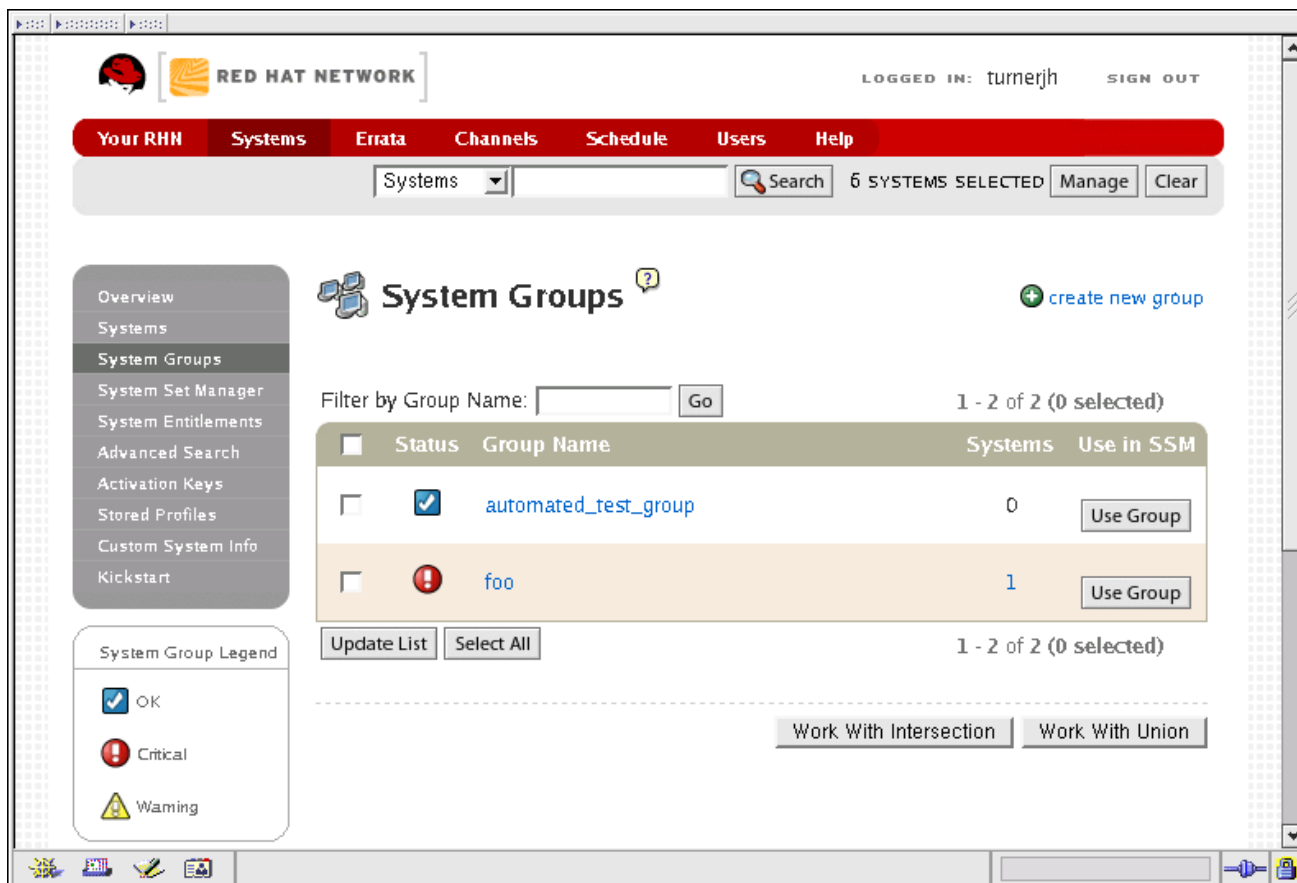 RED HAT NETWORK
LOGGED IN: turnerjh SIGN OUT
Your RHN Systems Errata Channels Schedule Users Help
Systems Search 6 SYSTEMS SELECTED Manage Clear
Overview
Systems
System Groups
System Set Manager
System Entitlements
Advanced Search
Activation Keys
Stored Profiles
Custom System Info
Kickstart
System Group Legend
OK
Critical
Warning
System Groups ?
create new group
Filter by Group Name: Go 1 - 2 of 2 (0 selected)
Status Group Name Systems Use in SSM
automated_test_group 0 Use Group
foo 1 Use Group
Update List Select All 1 - 2 of 2 (0 selected)
Work With Intersection Work With Union